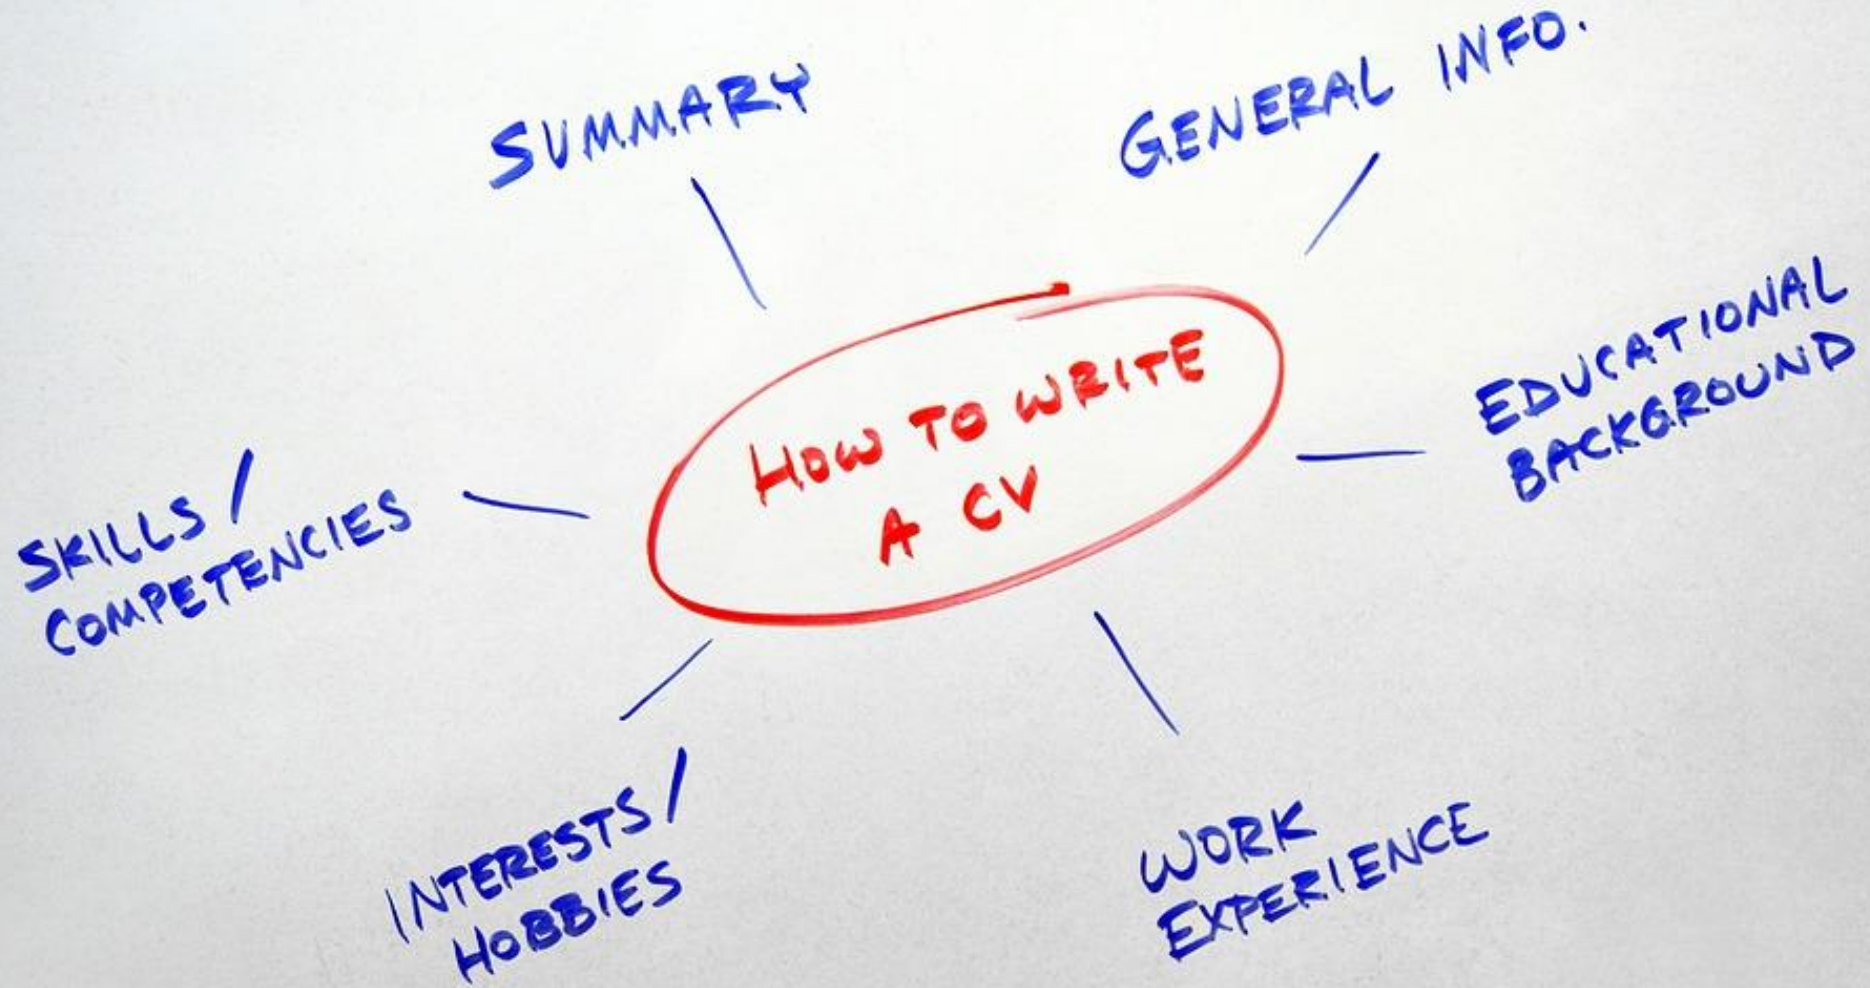 SUMMARY
GENERAL INFO.
EDUCATIONAL
BACKGROUND
HOW TO WRITE
A CV
SKILLS /
COMPETENCIES
INTERESTS /
HOBBIES
WORK
EXPERIENCE